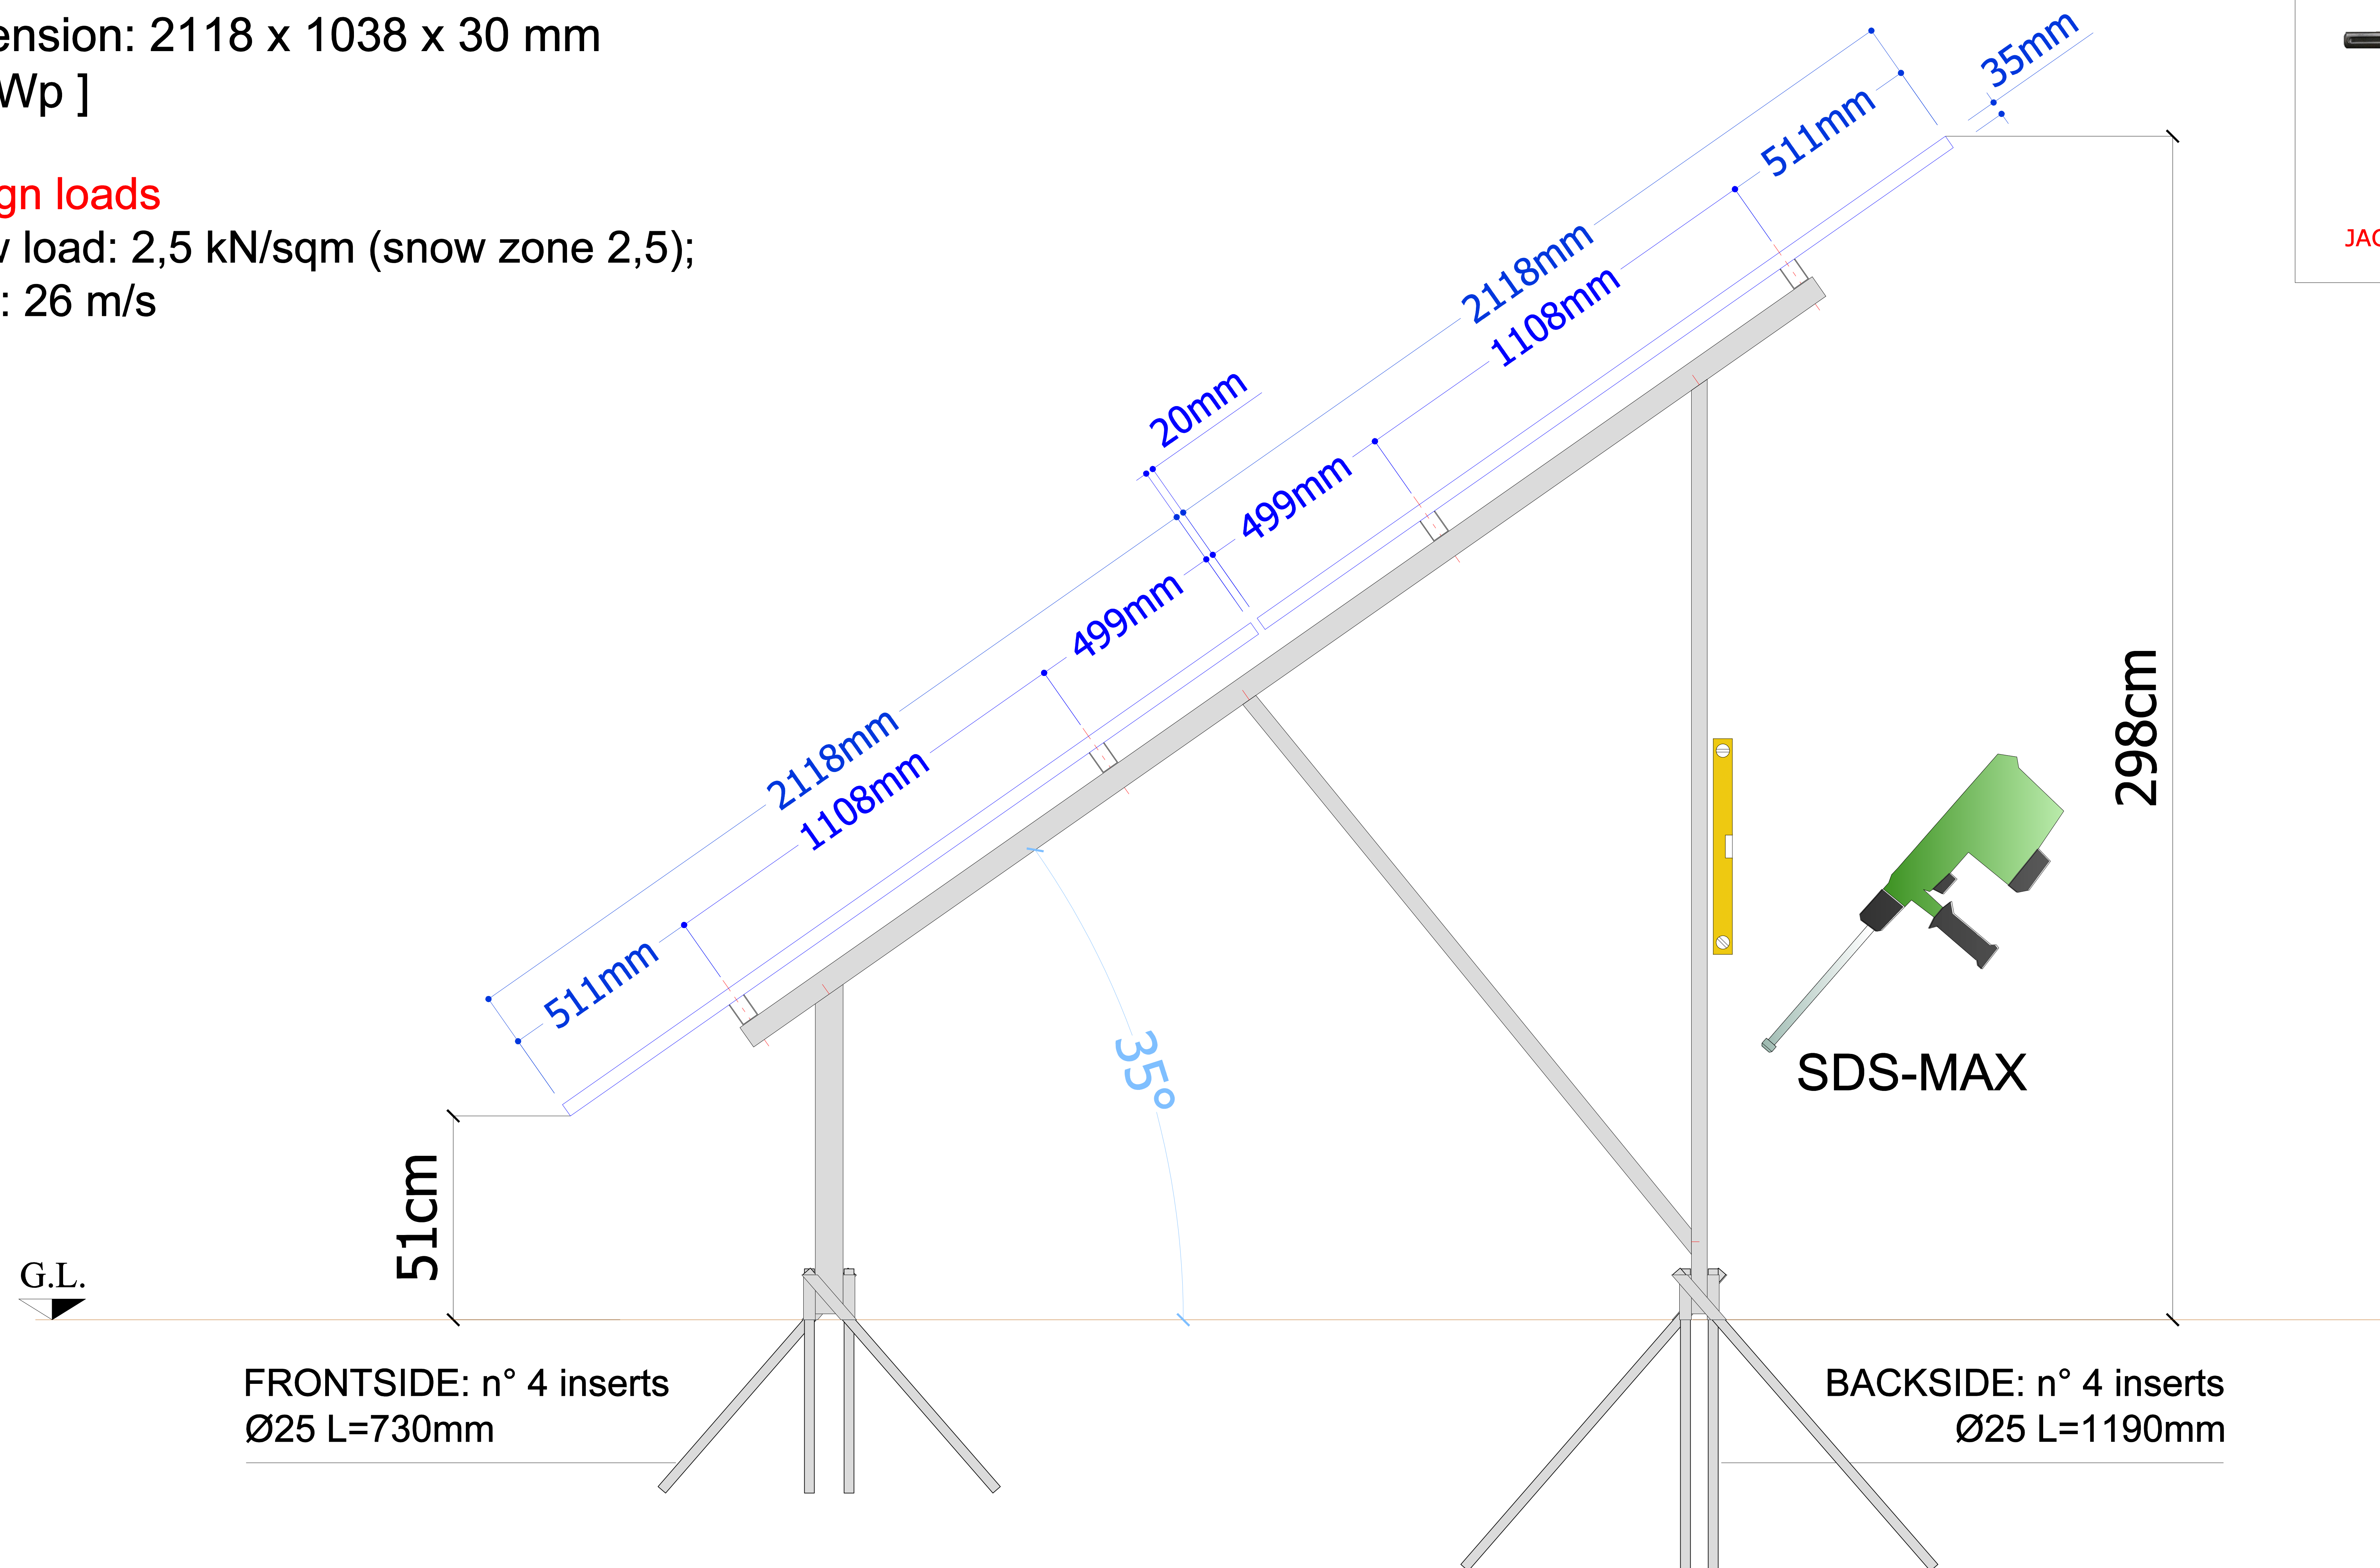 ension: 2118 x 1038 x 30 mm
Wp ]
gn loads
w load: 2,5 kN/sqm (snow zone 2,5);
: 26 m/s
35mm
511mm
2118mm
1108mm
20mm
499mm
499mm
2118mm
1108mm
511mm
35°
298cm
51cm
SDS-MAX
G.L.
FRONTSIDE: n° 4 inserts
Ø25 L=730mm
BACKSIDE: n° 4 inserts
Ø25 L=1190mm
JAC